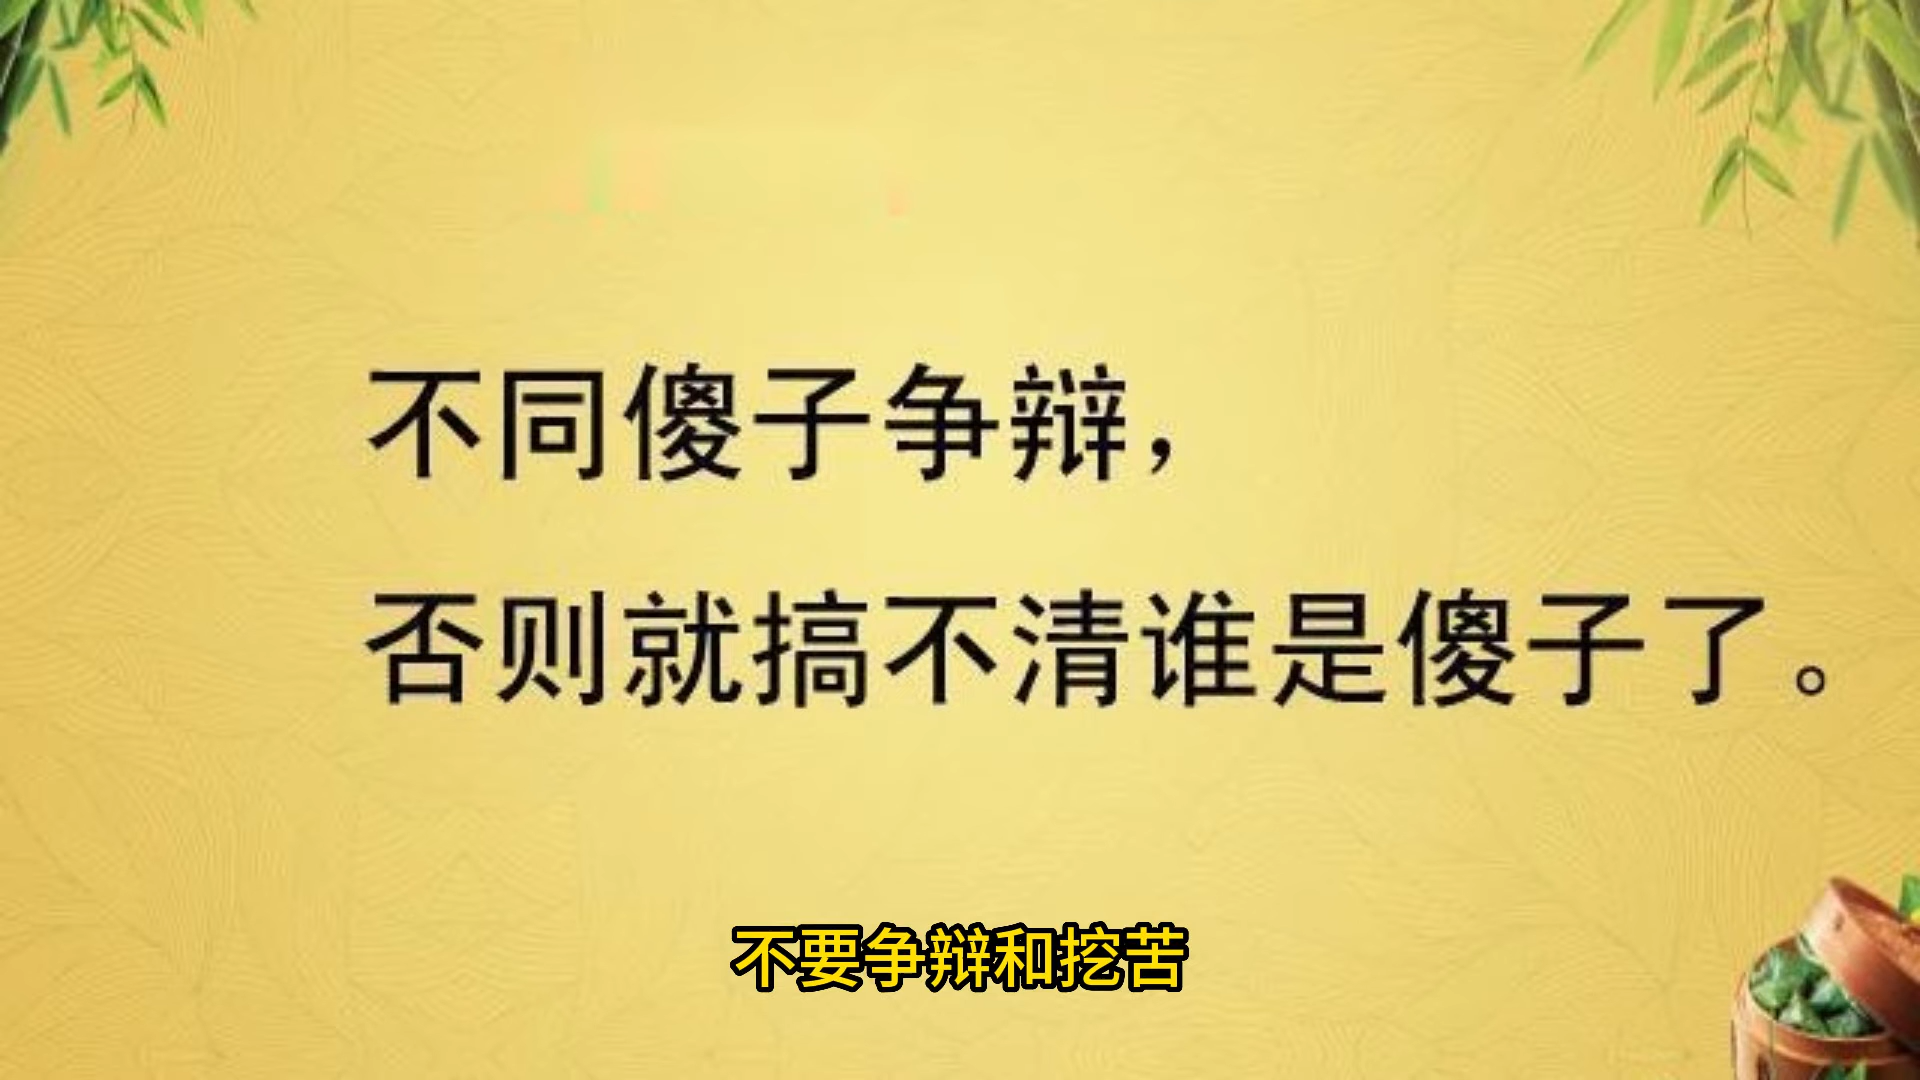 不同傻子争辩，
否则就搞不清谁是傻子了。
不要争辩和挖苦